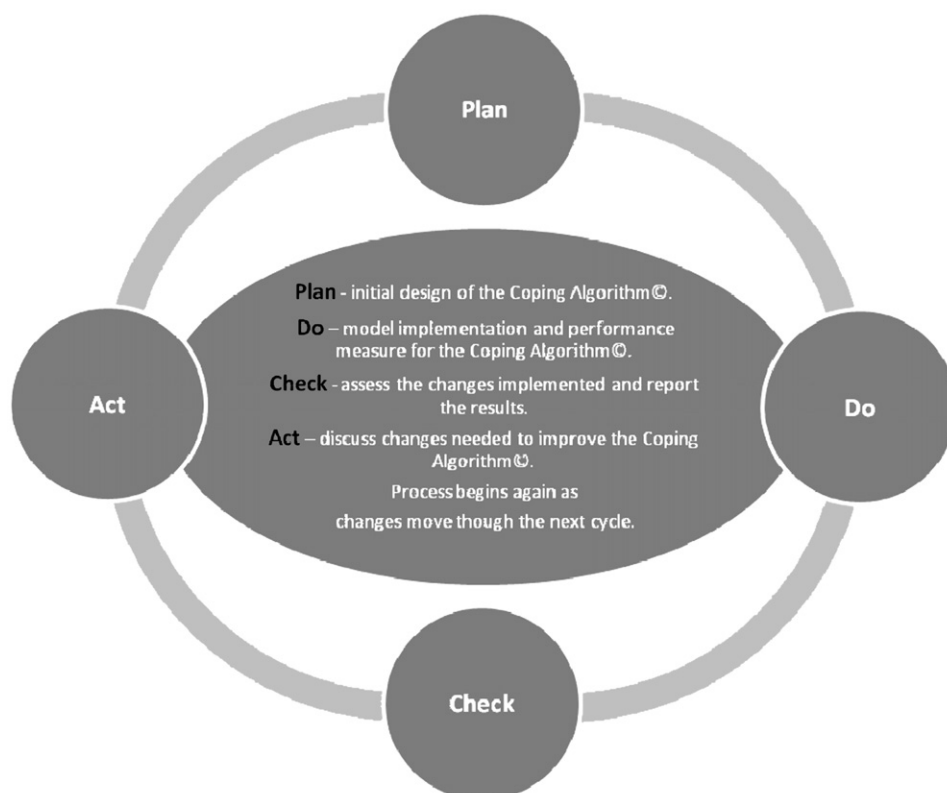 Plan
Plan - initial design of the Coping Algorithm©.
Do – model implementation and performance
measure for the Coping Algorithm©.
Check - assess the changes implemented and report
the results.
Act – discuss changes needed to improve the Coping
Algorithm©.
Process begins again as
changes move though the next cycle.
Act
Do
Check